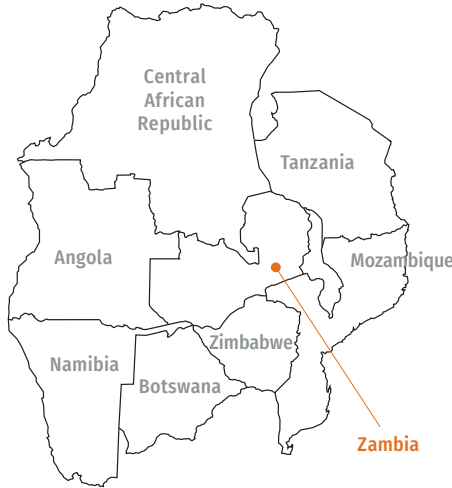 Central
African
Republic
Tanzania
Angola
Mozambique
Zimbabwe
Namibia
Botswana
Zambia